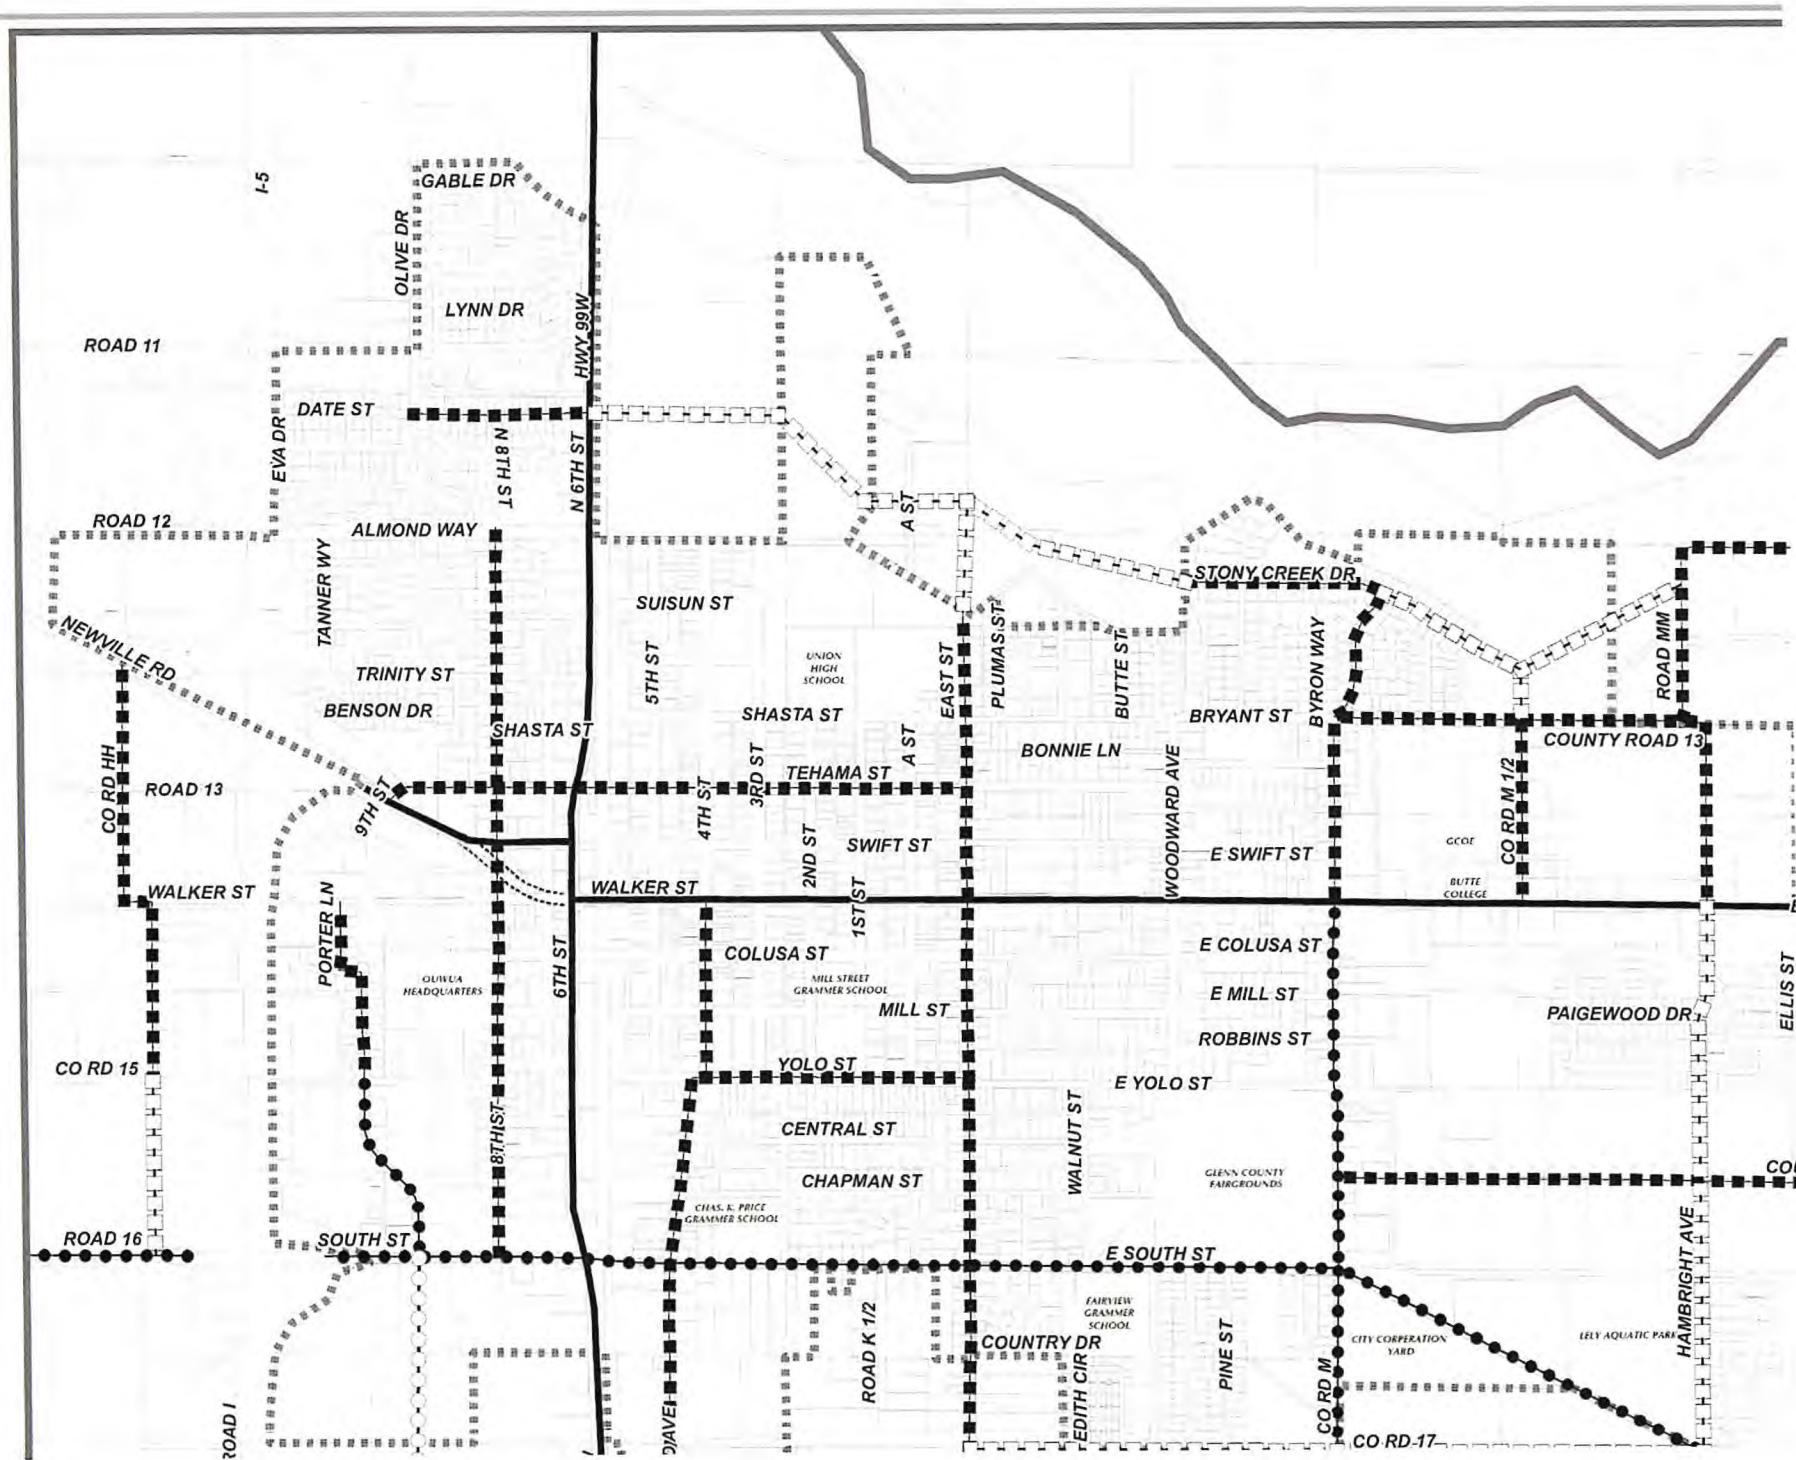 I-5
GABLE DR
OLIVE DR
LYNN DR
HWY 99W
ROAD 11
DATE ST
EVA DR
N 8TH ST
N 6TH ST
A ST
ROAD 12
ALMOND WAY
TANNER WY
STONY CREEK DR
SUISUN ST
NEWVILLE RD
PLUMAS ST
BUTTE ST
BYRON WAY
ROAD MM
UNION
HIGH
SCHOOL
5TH ST
EAST ST
TRINITY ST
BENSON DR
SHASTA ST
SHASTA ST
A ST
BRYANT ST
BONNIE LN
COUNTY ROAD 13
CO RD HH
ROAD 13
9TH ST
3RD ST
TEHAMA ST
4TH ST
WOODWARD AVE
CO RD M 1/2
2ND ST
SWIFT ST
E SWIFT ST
GCOE
BUTTE
COLLEGE
WALKER ST
WALKER ST
1ST ST
PORTER LN
6TH ST
COLUSA ST
E COLUSA ST
OUWUA
HEADQUARTERS
MILL STREET
GRAMMER SCHOOL
MILL ST
E MILL ST
ELLIS ST
PAIGEWOOD DR
ROBBINS ST
CO RD 15
YOLO ST
E YOLO ST
8TH ST
CENTRAL ST
WALNUT ST
CHAPMAN ST
GLENN COUNTY
FAIRGROUNDS
COU
CHAS. K. PRICE
GRAMMER SCHOOL
ROAD 16
SOUTH ST
E SOUTH ST
HAMBRIGHT AVE
FAIRVIEW
GRAMMER
SCHOOL
ROAD K 1/2
COUNTRY DR
EDITH CIR
PINE ST
CITY CORPERATION
YARD
LELY AQUATIC PARK
CO RD M
ROAD I
CO RD 17